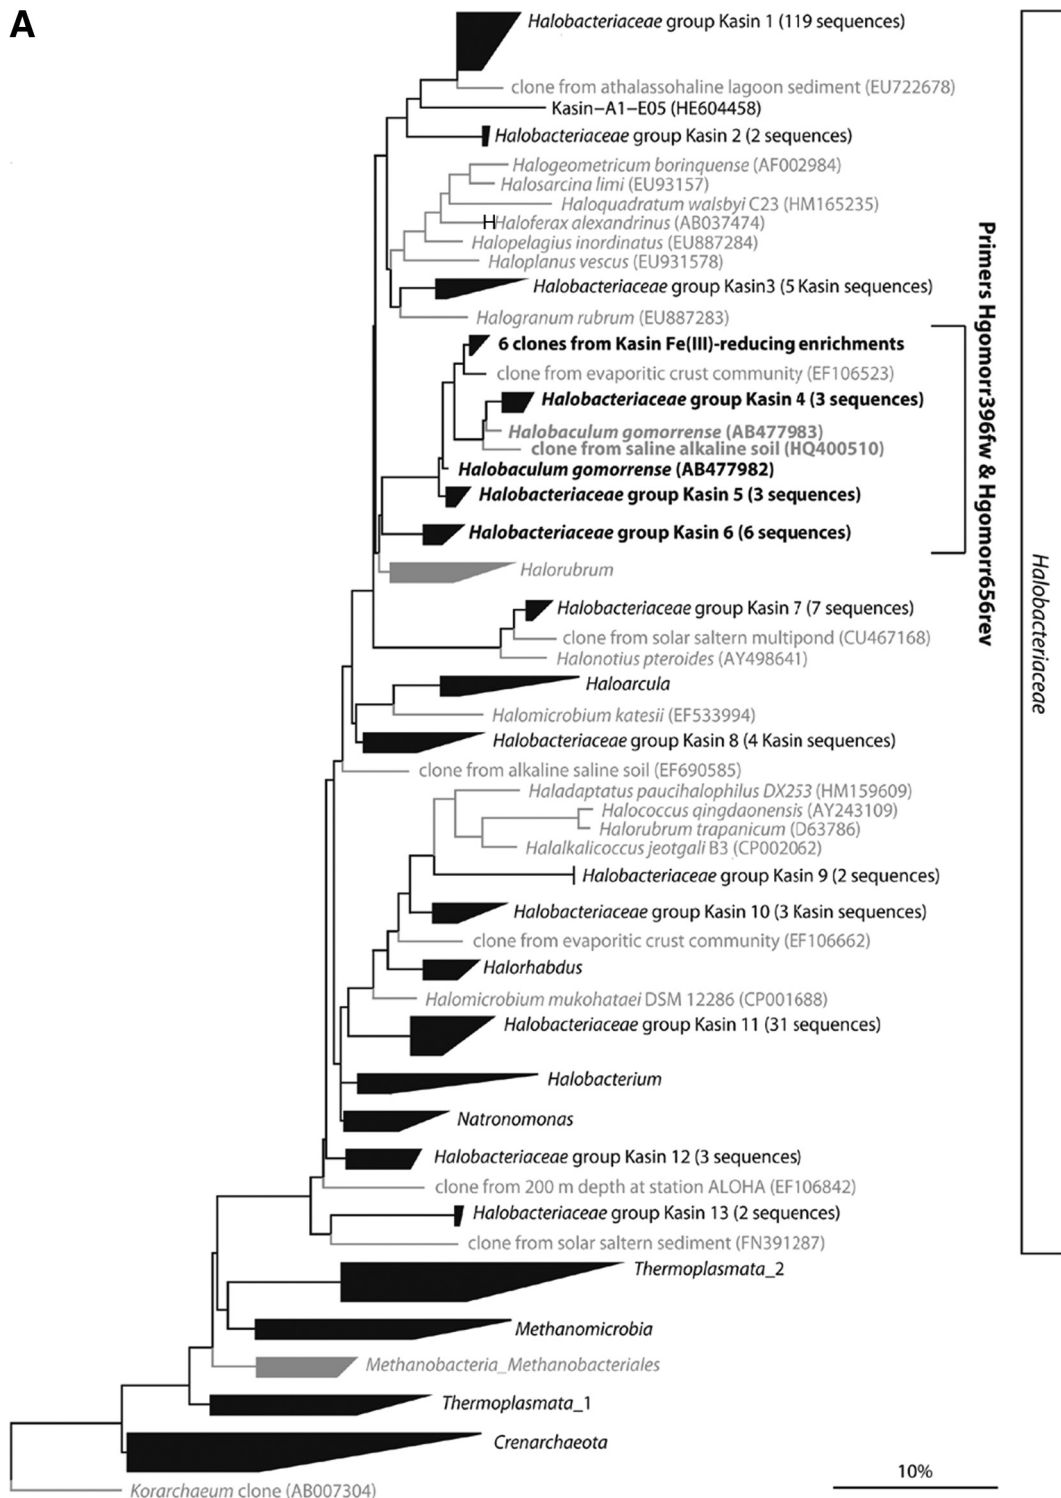 A
Halobacteriaceae group Kasin 1 (119 sequences)
clone from athalassohaline lagoon sediment (EU722678)
Kasin–A1–E05 (HE604458)
Halobacteriaceae group Kasin 2 (2 sequences)
Halogeometricum borinquense (AF002984)
Halosarcina limi (EU93157)
Haloquadratum walsbyi C23 (HM165235)
Haloferax alexandrinus (AB037474)
Halopelagius inordinatus (EU887284)
Haloplanus vescus (EU931578)
Halobacteriaceae group Kasin3 (5 Kasin sequences)
Halogranum rubrum (EU887283)
6 clones from Kasin Fe(III)-reducing enrichments
clone from evaporitic crust community (EF106523)
Halobacteriaceae group Kasin 4 (3 sequences)
Halobaculum gomorrense (AB477983)
clone from saline alkaline soil (HQ400510)
Halobaculum gomorrense (AB477982)
Halobacteriaceae group Kasin 5 (3 sequences)
Halobacteriaceae group Kasin 6 (6 sequences)
Halorubrum
Halobacteriaceae group Kasin 7 (7 sequences)
clone from solar saltern multipond (CU467168)
Halonotius pteroides (AY498641)
Haloarcula
Halomicrobium katesii (EF533994)
Halobacteriaceae group Kasin 8 (4 Kasin sequences)
clone from alkaline saline soil (EF690585)
Haladaptatus paucihalophilus DX253 (HM159609)
Halococcus qingdaonensis (AY243109)
Halorubrum trapanicum (D63786)
Halalkalicoccus jeotgali B3 (CP002062)
Halobacteriaceae group Kasin 9 (2 sequences)
Halobacteriaceae group Kasin 10 (3 Kasin sequences)
clone from evaporitic crust community (EF106662)
Halorhabdus
Halomicrobium mukohataei DSM 12286 (CP001688)
Halobacteriaceae group Kasin 11 (31 sequences)
Halobacterium
Natronomonas
Halobacteriaceae group Kasin 12 (3 sequences)
clone from 200 m depth at station ALOHA (EF106842)
Halobacteriaceae group Kasin 13 (2 sequences)
clone from solar saltern sediment (FN391287)
Thermoplasmata_2
Methanomicrobia
Methanobacteria_Methanobacteriales
Thermoplasmata_1
Crenarchaeota
Korarchaeum clone (AB007304)
10%
Primers Hgomorr396fw & Hgomorr656rev
Halobacteriaceae